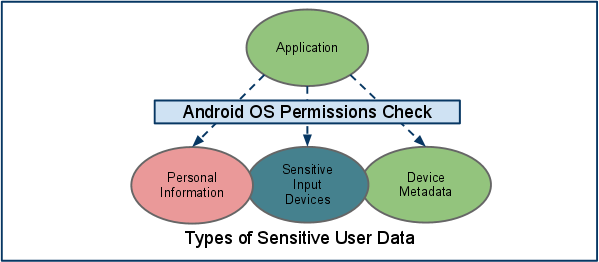 Application
Android OS Permissions Check
Personal
Information
Sensitive
Input
Devices
Device
Metadata
Types of Sensitive User Data